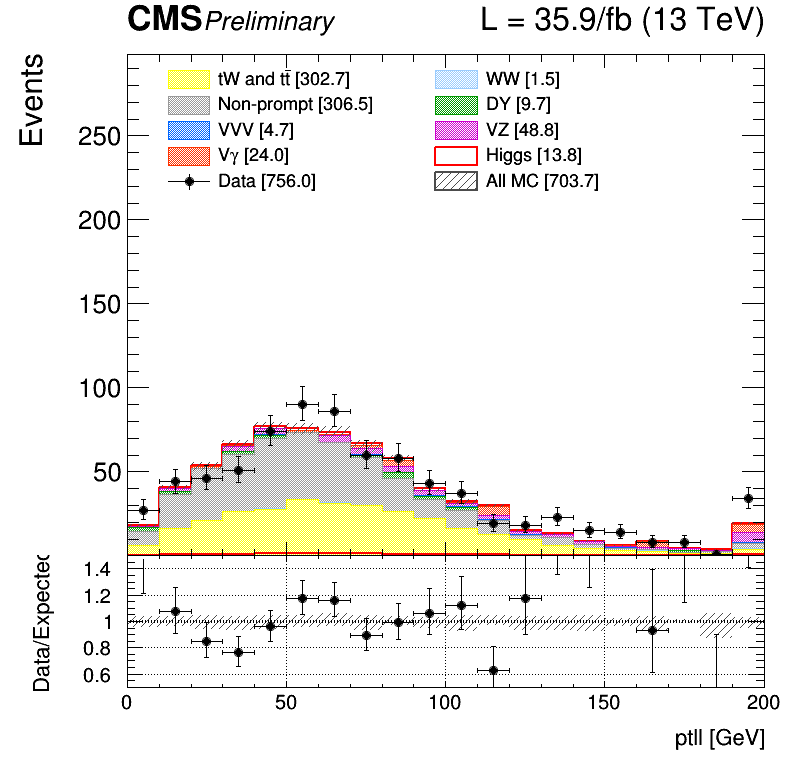 CMS Preliminary L = 35.9/fb (13 TeV)
Events
tW and tt̄ [302.7]
Non-prompt [306.5]
VVV [4.7]
Vγ [24.0]
Data [756.0]
WW [1.5]
DY [9.7]
VZ [48.8]
Higgs [13.8]
All MC [703.7]
250
200
150
100
50
Data/Expected
1.4
1.2
1
0.8
0.6
0 50 100 150 200
ptll [GeV]